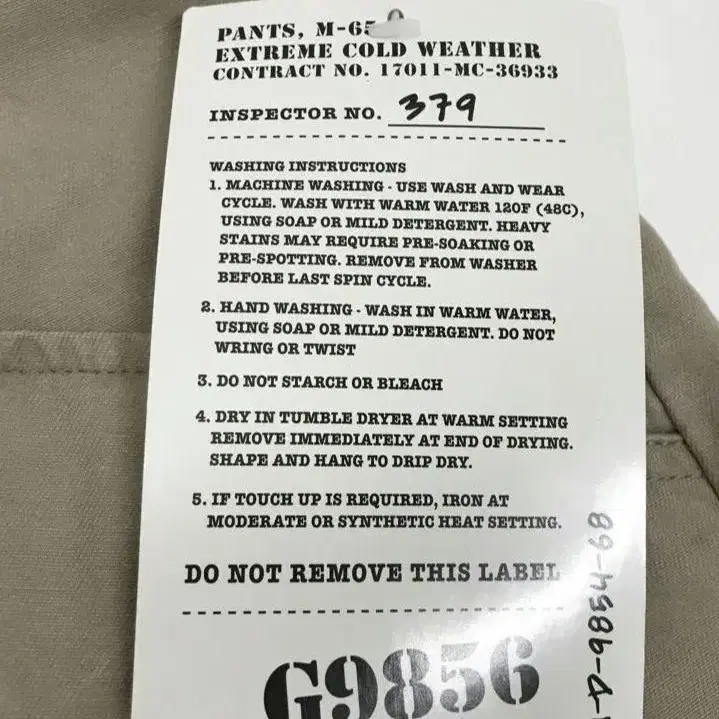 PANTS, M-65
EXTREME COLD WEATHER
CONTRACT NO. 17011-MC-36933
INSPECTOR NO. 379
WASHING INSTRUCTIONS
1. MACHINE WASHING - USE WASH AND WEAR
CYCLE. WASH WITH WARM WATER 120F (48C),
USING SOAP OR MILD DETERGENT. HEAVY
STAINS MAY REQUIRE PRE-SOAKING OR
PRE-SPOTTING. REMOVE FROM WASHER
BEFORE LAST SPIN CYCLE.
2. HAND WASHING - WASH IN WARM WATER,
USING SOAP OR MILD DETERGENT. DO NOT
WRING OR TWIST
3. DO NOT STARCH OR BLEACH
4. DRY IN TUMBLE DRYER AT WARM SETTING
REMOVE IMMEDIATELY AT END OF DRYING.
SHAPE AND HANG TO DRIP DRY.
5. IF TOUCH UP IS REQUIRED, IRON AT
MODERATE OR SYNTHETIC HEAT SETTING.
DO NOT REMOVE THIS LABEL
G9856